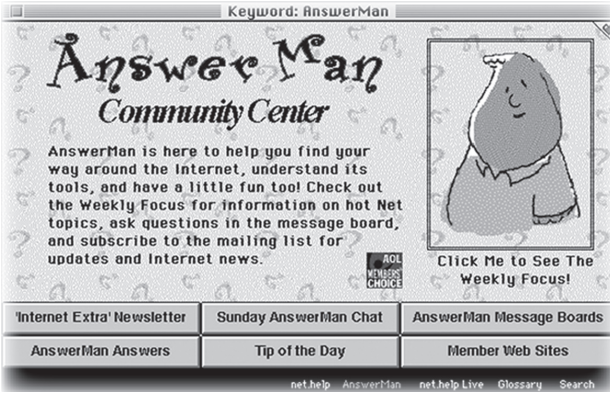 Keyword: AnswerMan
Answer Man
Community Center
AnswerMan is here to help you find your
way around the Internet, understand its
tools, and have a little fun too! Check out
the Weekly Focus for information on hot Net
topics, ask questions in the message board,
and subscribe to the mailing list for
updates and Internet news.
AOL
MEMBERS'
CHOICE
Click Me to See The
Weekly Focus!
'Internet Extra' Newsletter
Sunday AnswerMan Chat
AnswerMan Message Boards
AnswerMan Answers
Tip of the Day
Member Web Sites
net.help AnswerMan net.help Live Glossary Search